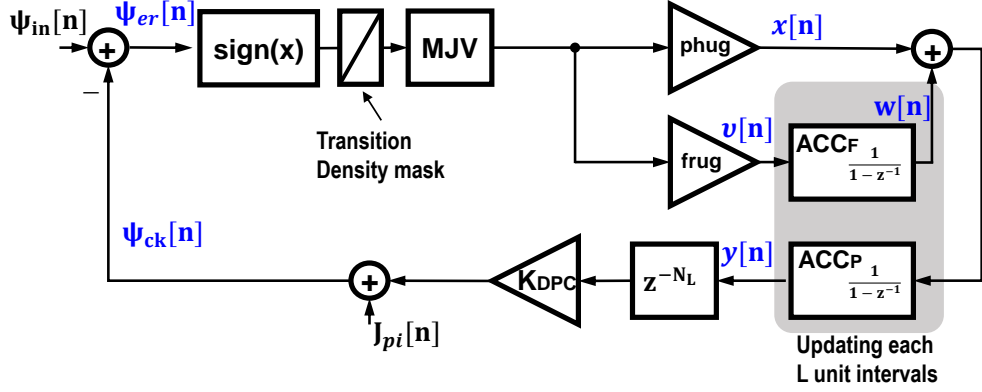 ψin[n]
ψer[n]
+
−
sign(x)
MJV
Transition
Density mask
phug
x[n]
+
frug
v[n]
w[n]
ACCF
1
1 − z⁻¹
ψck[n]
+
Jpi[n]
KDPC
z^−NL
y[n]
ACCP
1
1 − z⁻¹
Updating each
L unit intervals